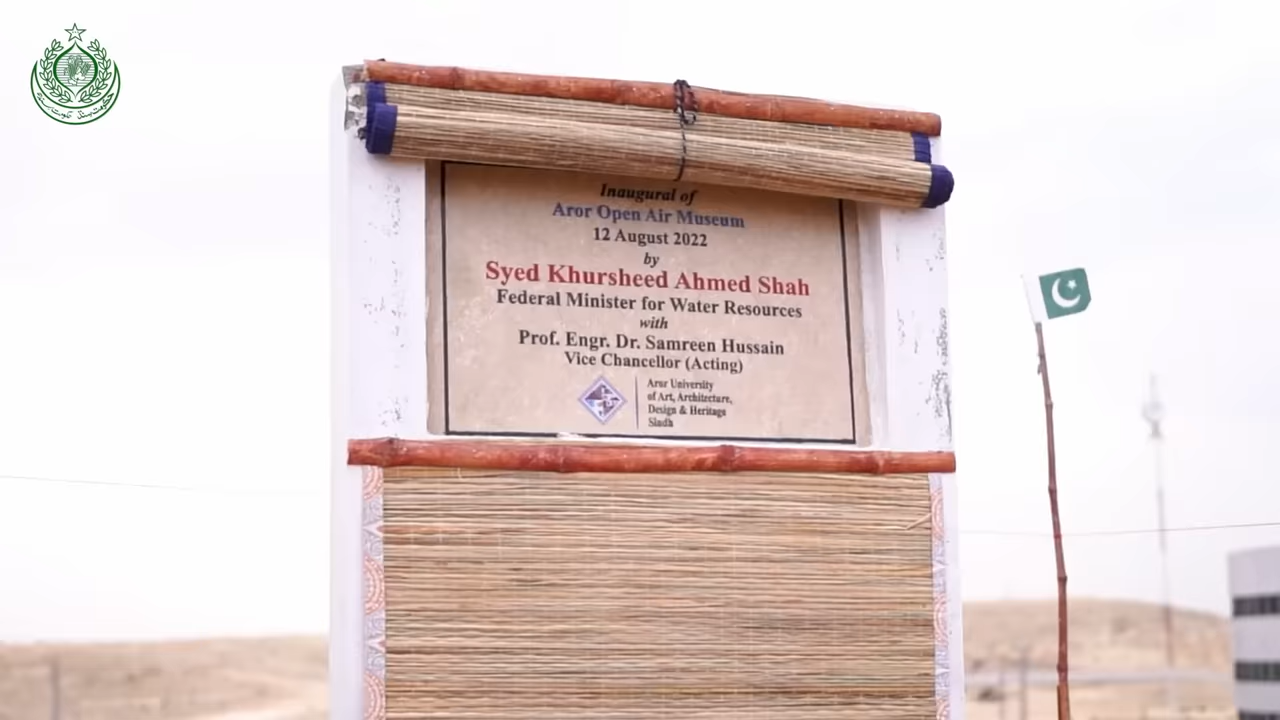 Inaugural of
Aror Open Air Museum
12 August 2022
by
Syed Khursheed Ahmed Shah
Federal Minister for Water Resources
with
Prof. Engr. Dr. Samreen Hussain
Vice Chancellor (Acting)
Aror University
of Art, Architecture,
Design & Heritage
Sindh